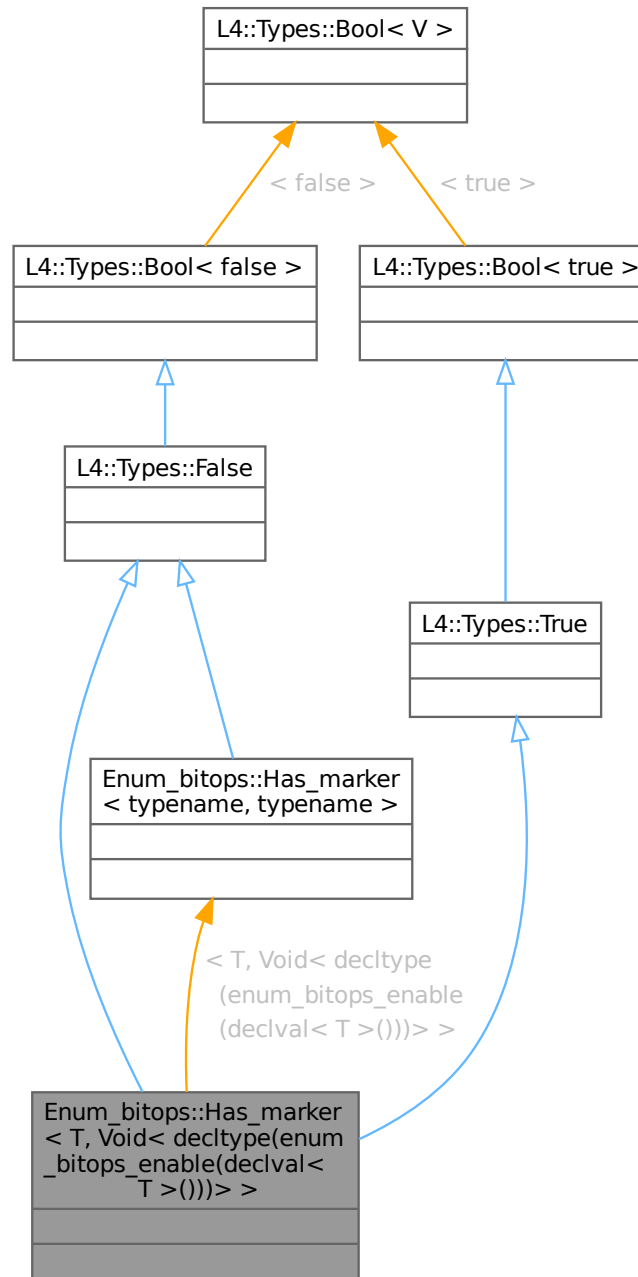 L4::Types::Bool< V >
< false >
< true >
L4::Types::Bool< false >
L4::Types::Bool< true >
L4::Types::False
L4::Types::True
Enum_bitops::Has_marker
< typename, typename >
< T, Void< decltype
(enum_bitops_enable
(declval< T >()))> >
Enum_bitops::Has_marker
< T, Void< decltype(enum
_bitops_enable(declval<
T >()))> >